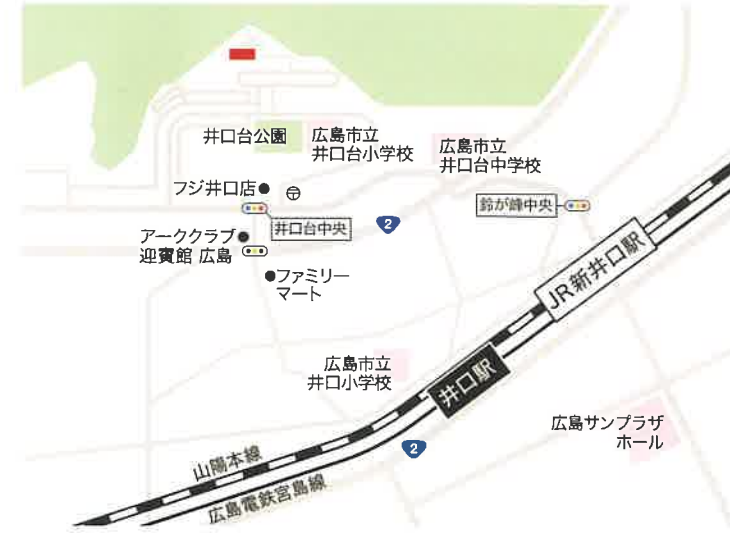 井口台公園
広島市立
井口台小学校
広島市立
井口台中学校
フジ井口店
鈴が峰中央
井口台中央
2
アーククラブ
迎賓館 広島
ファミリー
マート
JR新井口駅
広島市立
井口小学校
井口駅
広島サンプラザ
ホール
2
山陽本線
広島電鉄宮島線